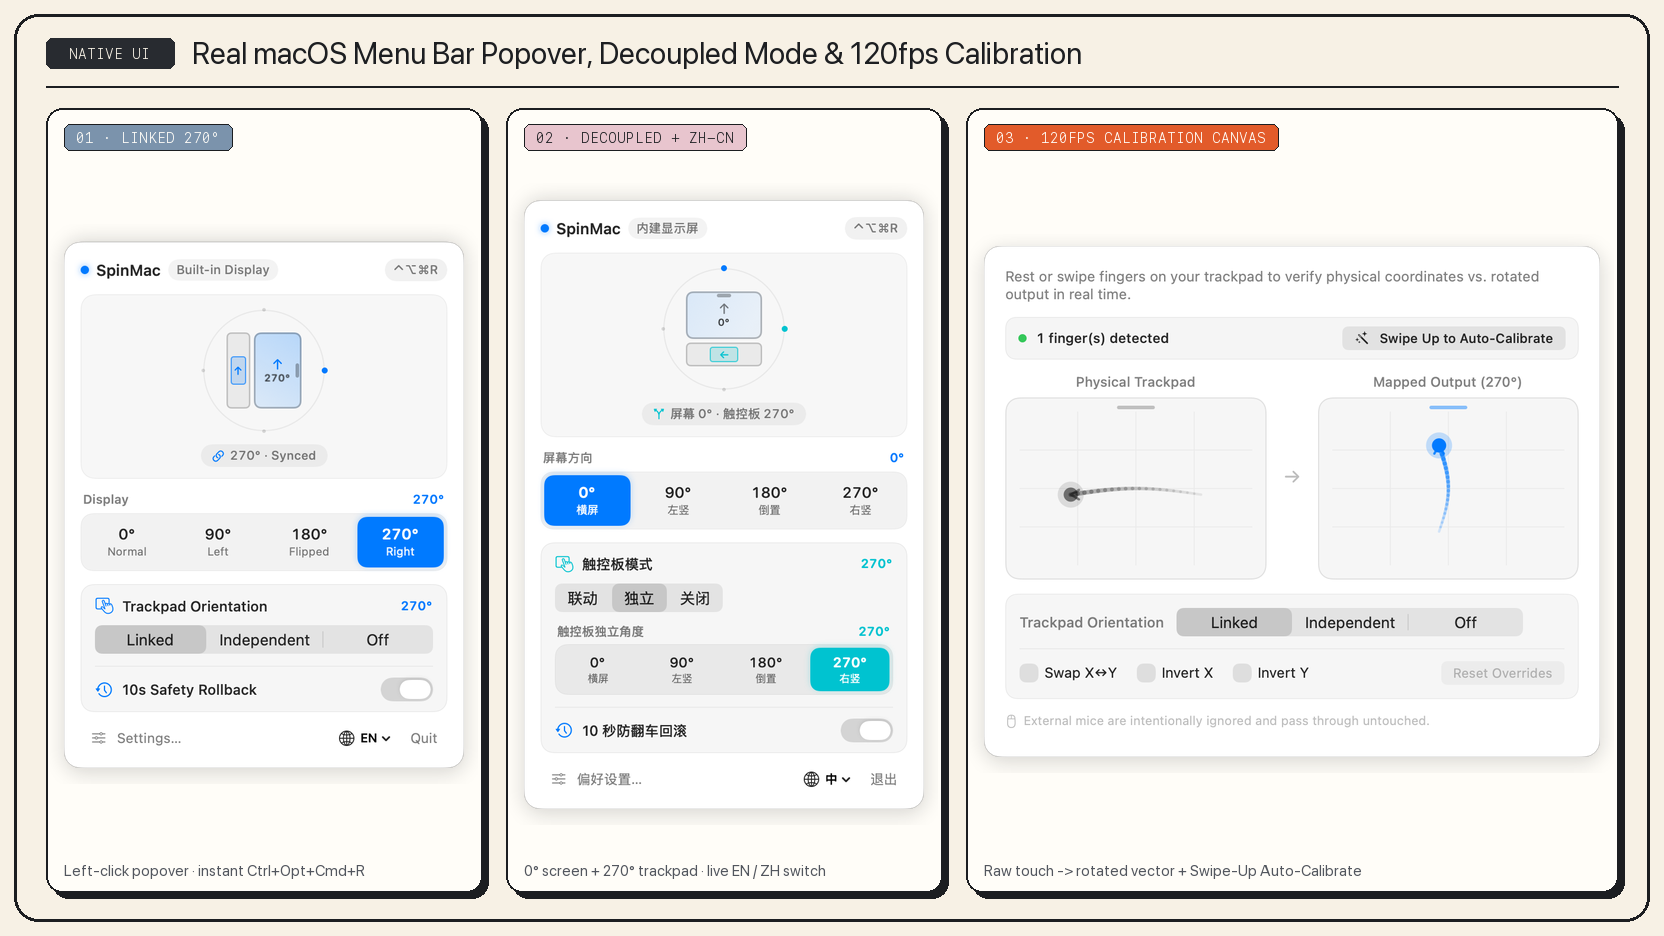 NATIVE UI
Real macOS Menu Bar Popover, Decoupled Mode & 120fps Calibration
01 · LINKED 270°
SpinMac
Built-in Display
^⌥⌘R
270°
270° · Synced
Display
270°
0°
Normal
90°
Left
180°
Flipped
270°
Right
Trackpad Orientation
270°
Linked
Independent
Off
10s Safety Rollback
Settings...
EN
Quit
Left-click popover · instant Ctrl+Opt+Cmd+R
02 · DECOUPLED + ZH-CN
SpinMac
内建显示屏
^⌥⌘R
0°
屏幕 0° · 触控板 270°
屏幕方向
0°
0°
横屏
90°
左竖
180°
倒置
270°
右竖
触控板模式
270°
联动
独立
关闭
触控板独立角度
270°
0°
横屏
90°
左竖
180°
倒置
270°
右竖
10 秒防翻车回滚
偏好设置...
中
退出
0° screen + 270° trackpad · live EN / ZH switch
03 · 120FPS CALIBRATION CANVAS
Rest or swipe fingers on your trackpad to verify physical coordinates vs. rotated
output in real time.
1 finger(s) detected
Swipe Up to Auto-Calibrate
Physical Trackpad
Mapped Output (270°)
Trackpad Orientation
Linked
Independent
Off
Swap X↔Y
Invert X
Invert Y
Reset Overrides
External mice are intentionally ignored and pass through untouched.
Raw touch -> rotated vector + Swipe-Up Auto-Calibrate